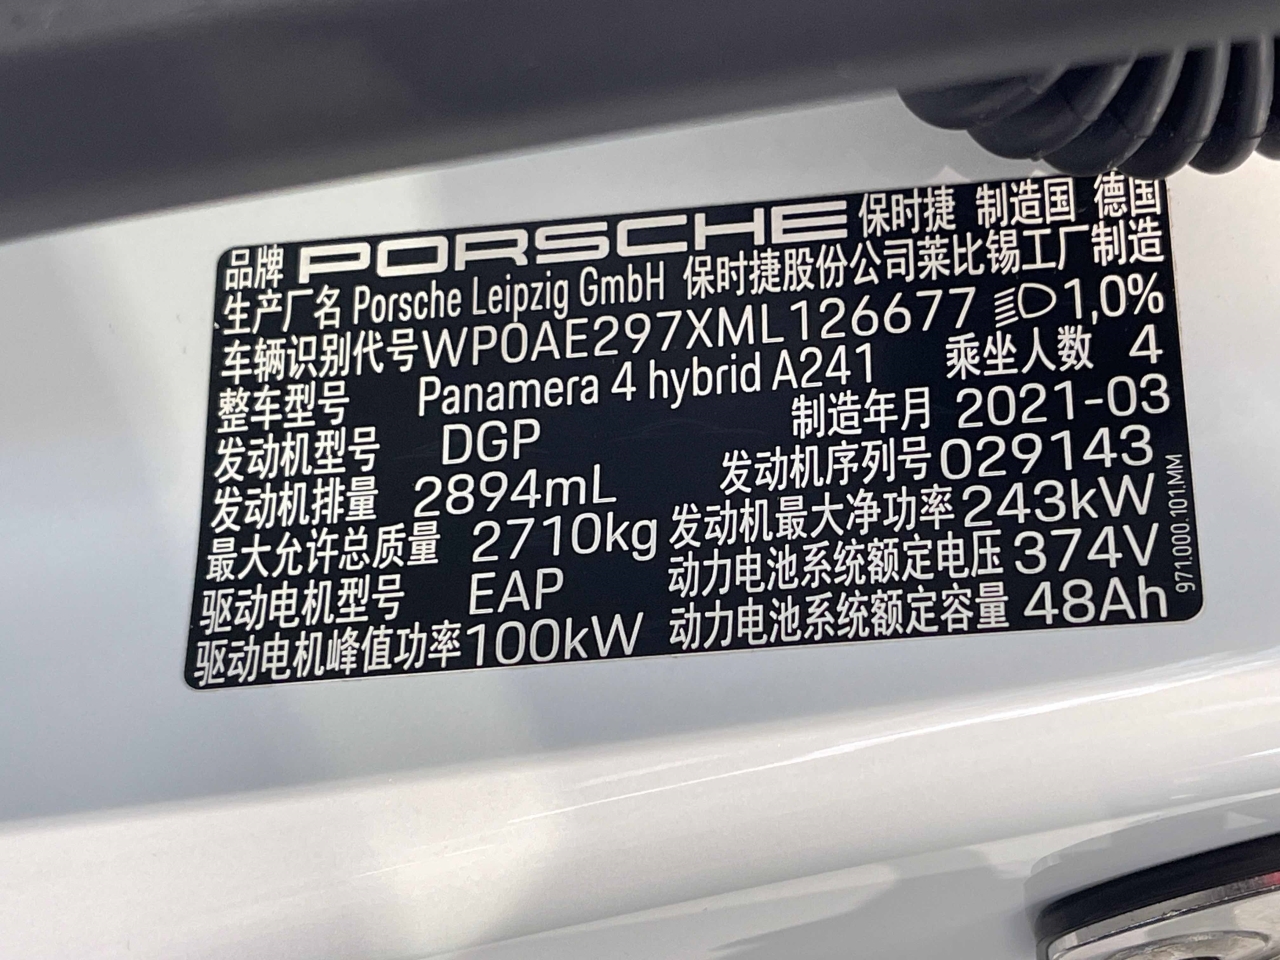 品牌 PORSCHE 保时捷 制造国 德国
生产厂名 Porsche Leipzig GmbH 保时捷股份公司莱比锡工厂制造
车辆识别代号 WP0AE297XML126677 1,0%
整车型号 Panamera 4 hybrid A241 乘坐人数 4
发动机型号 DGP 制造年月 2021-03
发动机排量 2894mL 发动机序列号 029143
最大允许总质量 2710kg 发动机最大净功率 243kW
驱动电机型号 EAP 动力电池系统额定电压 374V
驱动电机峰值功率 100kW 动力电池系统额定容量 48Ah
971.000.101.MM